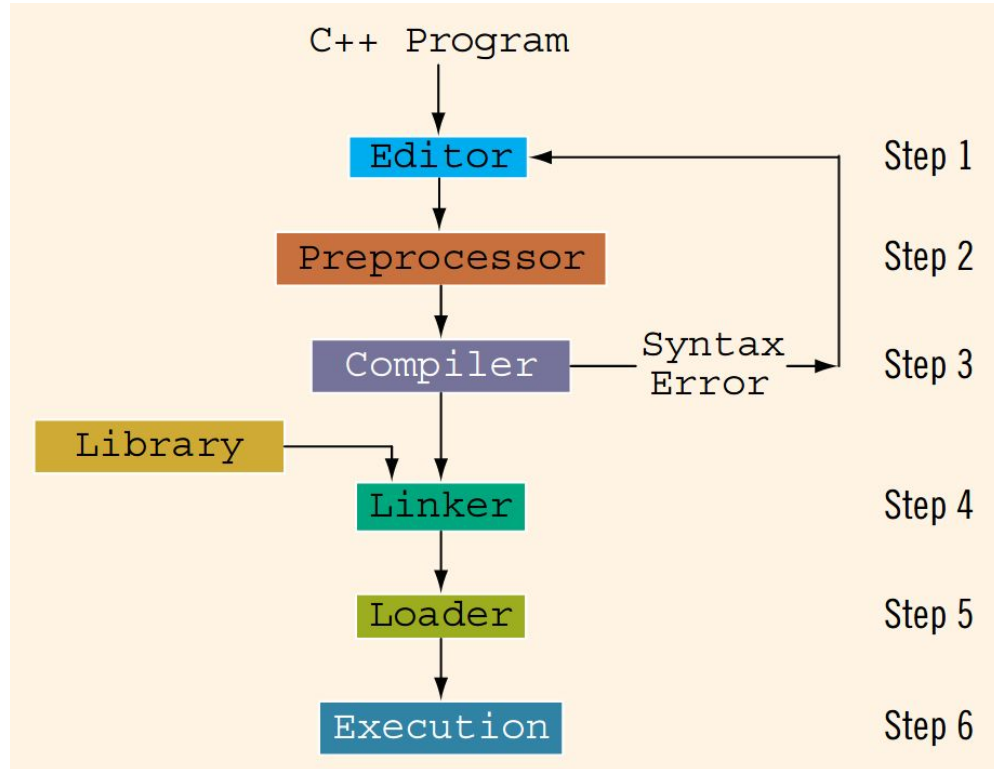 C++ Program
Editor
Step 1
Preprocessor
Step 2
Compiler
Syntax
Error
Step 3
Library
Linker
Step 4
Loader
Step 5
Execution
Step 6